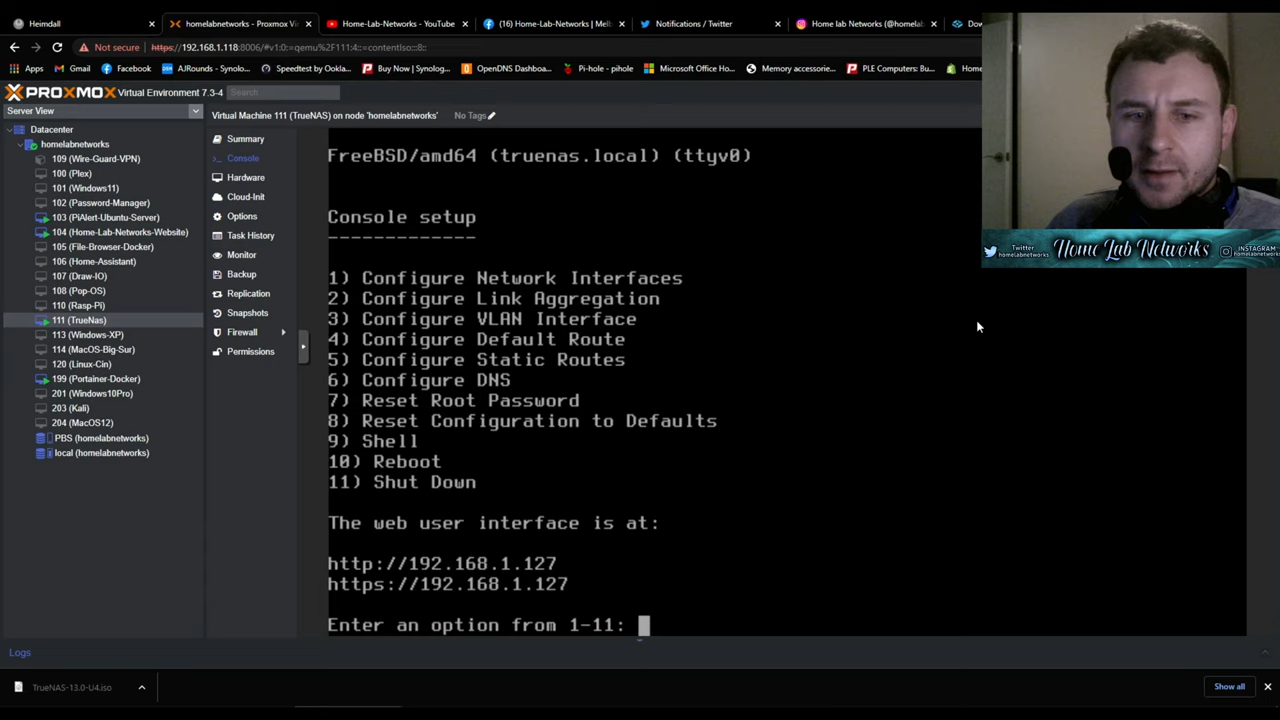 Heimdall
homelabnetworks - Proxmox Vi
Home-Lab-Networks - YouTube
(16) Home-Lab-Networks | Melb
Notifications / Twitter
Home lab Networks (@homela
Dow
Not secure
https://192.168.1.118:8006/#v1:0:=qemu%2F111:4::=contentIso:::8::
Apps
Gmail
Facebook
AJRounds - Synolo...
Speedtest by Ookla...
Buy Now | Synolog...
OpenDNS Dashboa...
Pi-hole - pihole
Microsoft Office Ho...
Memory accessorie...
PLE Computers: Bu...
Home
PROXMOX Virtual Environment 7.3-4
Search
Server View
Virtual Machine 111 (TrueNAS) on node 'homelabnetworks'
No Tags
Datacenter
homelabnetworks
109 (Wire-Guard-VPN)
100 (Plex)
101 (Windows11)
102 (Password-Manager)
103 (PiAlert-Ubuntu-Server)
104 (Home-Lab-Networks-Website)
105 (File-Browser-Docker)
106 (Home-Assistant)
107 (Draw-IO)
108 (Pop-OS)
110 (Rasp-Pi)
111 (TrueNas)
113 (Windows-XP)
114 (MacOS-Big-Sur)
120 (Linux-Cin)
199 (Portainer-Docker)
201 (Windows10Pro)
203 (Kali)
204 (MacOS12)
PBS (homelabnetworks)
local (homelabnetworks)
Summary
Console
Hardware
Cloud-Init
Options
Task History
Monitor
Backup
Replication
Snapshots
Firewall
Permissions
FreeBSD/amd64 (truenas.local) (ttyv0)
Console setup
-------------
1) Configure Network Interfaces
2) Configure Link Aggregation
3) Configure VLAN Interface
4) Configure Default Route
5) Configure Static Routes
6) Configure DNS
7) Reset Root Password
8) Reset Configuration to Defaults
9) Shell
10) Reboot
11) Shut Down
The web user interface is at:
http://192.168.1.127
https://192.168.1.127
Enter an option from 1-11:
Twitter
homelabnetworks
Home Lab Networks
INSTAGRAM
homelabnetworks
Logs
TrueNAS-13.0-U4.iso
Show all